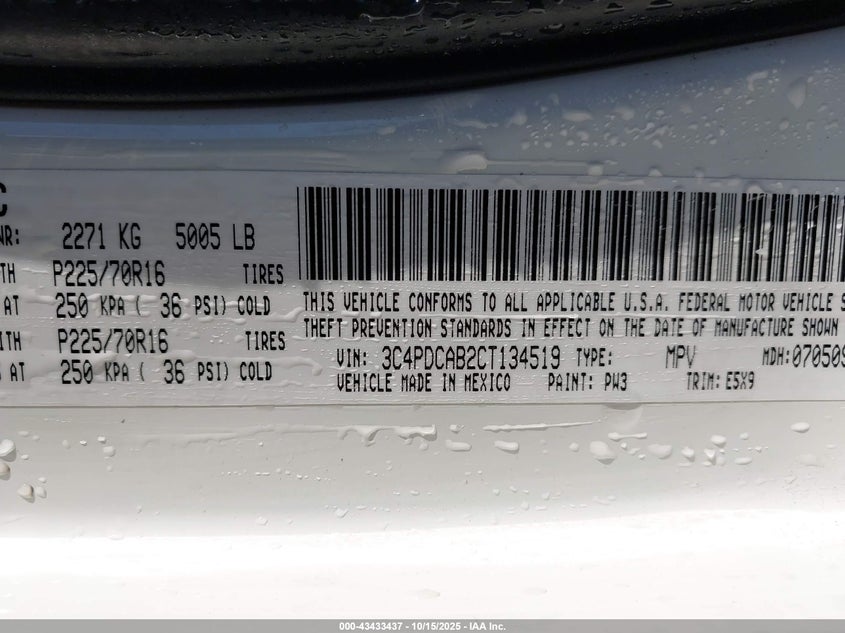 C
WR: 2271 KG 5005 LB
TH P225/70R16 TIRES
AT 250 KPA ( 36 PSI) COLD
ITH P225/70R16 TIRES
S AT 250 KPA ( 36 PSI) COLD
THIS VEHICLE CONFORMS TO ALL APPLICABLE U.S.A. FEDERAL MOTOR VEHICLE S
THEFT PREVENTION STANDARDS IN EFFECT ON THE DATE OF MANUFACTURE SHOWN
VIN: 3C4PDCAB2CT134519 TYPE: MPV MDH: 070509
VEHICLE MADE IN MEXICO PAINT: PW3 TRIM: E5X9
000-43433437 - 10/15/2025 - IAA Inc.